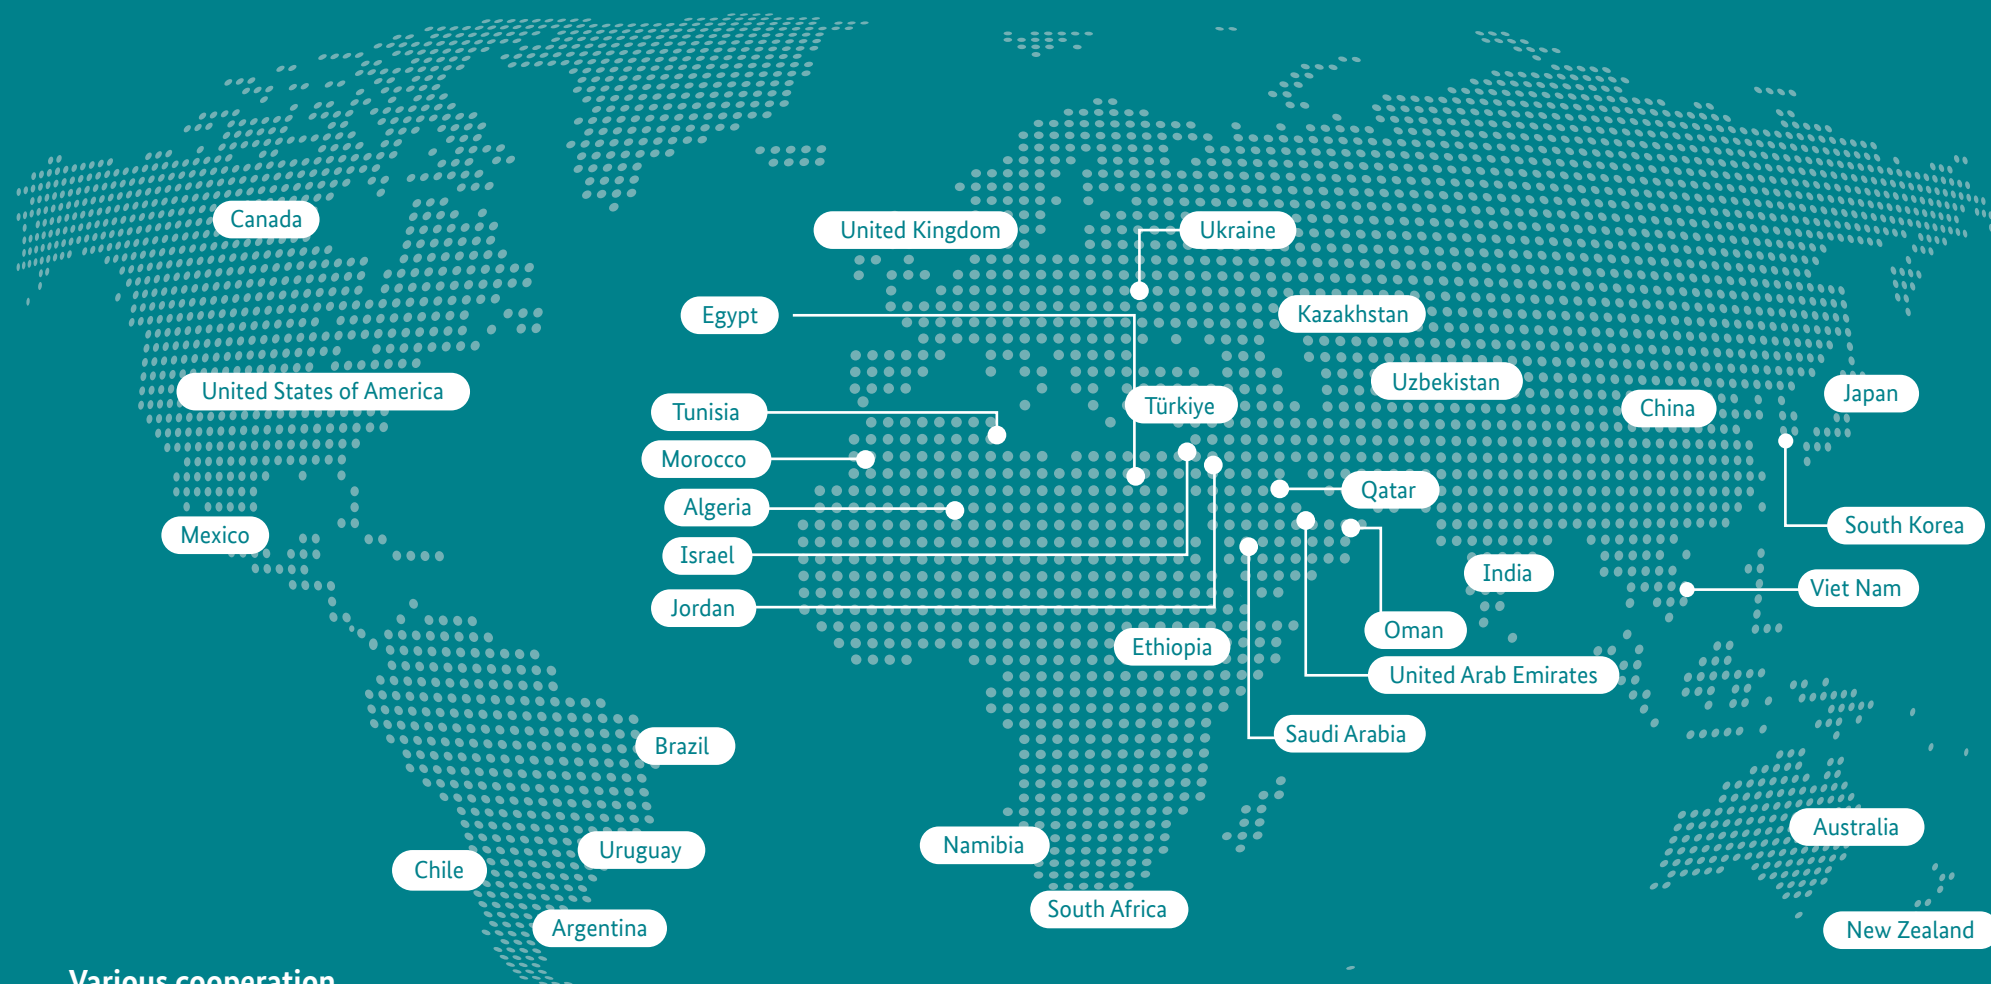 Canada
United Kingdom
Ukraine
Egypt
Kazakhstan
United States of America
Uzbekistan
Japan
Tunisia
Türkiye
China
Morocco
Qatar
Algeria
South Korea
Mexico
Israel
India
Viet Nam
Jordan
Oman
Ethiopia
United Arab Emirates
Saudi Arabia
Brazil
Australia
Namibia
Uruguay
Chile
South Africa
Argentina
New Zealand
Various cooperation